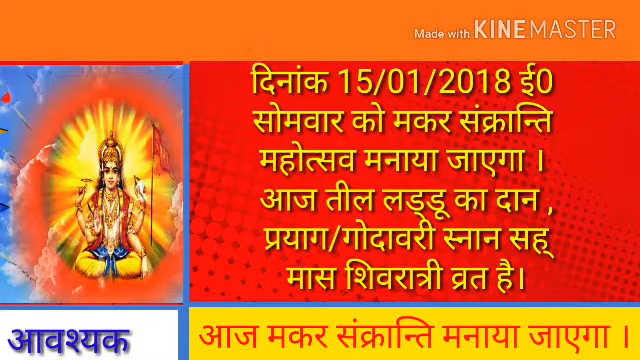 Made with KINEMASTER
दिनांक 15/01/2018 ई0
सोमवार को मकर संक्रान्ति
महोत्सव मनाया जाएगा ।
आज तील लड्डू का दान ,
प्रयाग/गोदावरी स्नान सह्
मास शिवरात्री व्रत है।
आवश्यक
आज मकर संक्रान्ति मनाया जाएगा ।